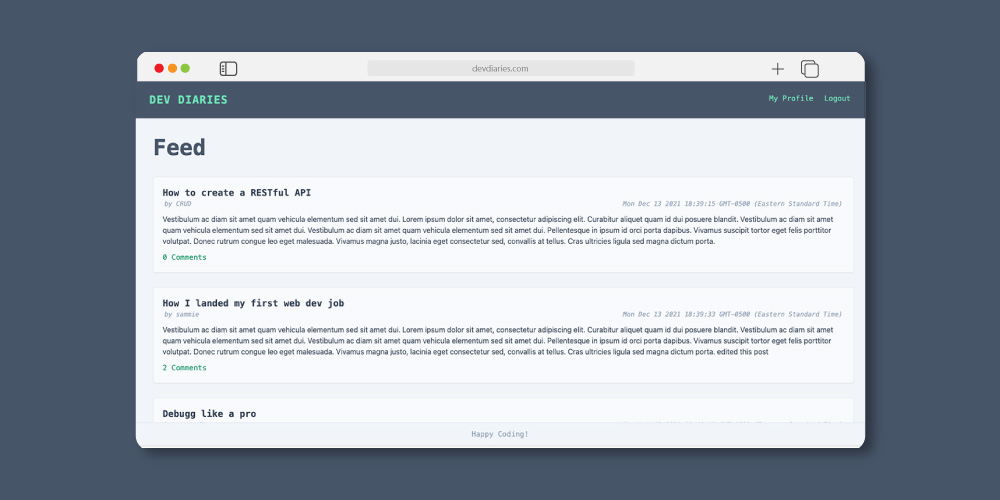 devdiaries.com
DEV DIARIES
My Profile Logout
Feed
How to create a RESTful API
by CRUD
Mon Dec 13 2021 18:39:15 GMT-0500 (Eastern Standard Time)
Vestibulum ac diam sit amet quam vehicula elementum sed sit amet dui. Lorem ipsum dolor sit amet, consectetur adipiscing elit. Curabitur aliquet quam id dui posuere blandit. Vestibulum ac diam sit amet
quam vehicula elementum sed sit amet dui. Vestibulum ac diam sit amet quam vehicula elementum sed sit amet dui. Pellentesque in ipsum id orci porta dapibus. Vivamus suscipit tortor eget felis porttitor
volutpat. Donec rutrum congue leo eget malesuada. Vivamus magna justo, lacinia eget consectetur sed, convallis at tellus. Cras ultricies ligula sed magna dictum porta.
0 Comments
How I landed my first web dev job
by sammie
Mon Dec 13 2021 18:39:33 GMT-0500 (Eastern Standard Time)
Vestibulum ac diam sit amet quam vehicula elementum sed sit amet dui. Lorem ipsum dolor sit amet, consectetur adipiscing elit. Curabitur aliquet quam id dui posuere blandit. Vestibulum ac diam sit amet
quam vehicula elementum sed sit amet dui. Vestibulum ac diam sit amet quam vehicula elementum sed sit amet dui. Pellentesque in ipsum id orci porta dapibus. Vivamus suscipit tortor eget felis porttitor
volutpat. Donec rutrum congue leo eget malesuada. Vivamus magna justo, lacinia eget consectetur sed, convallis at tellus. Cras ultricies ligula sed magna dictum porta. edited this post
2 Comments
Debugg like a pro
Happy Coding!